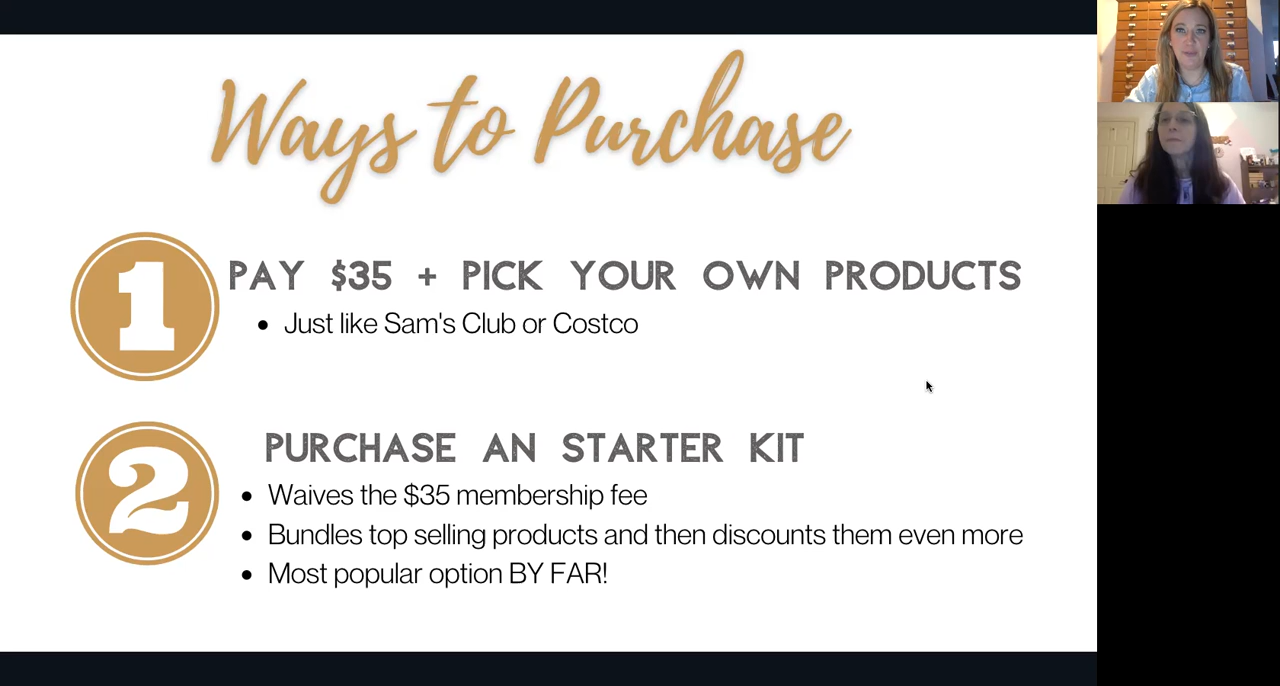 Ways to Purchase
1
PAY $35 + PICK YOUR OWN PRODUCTS
• Just like Sam's Club or Costco
2
PURCHASE AN STARTER KIT
• Waives the $35 membership fee
• Bundles top selling products and then discounts them even more
• Most popular option BY FAR!